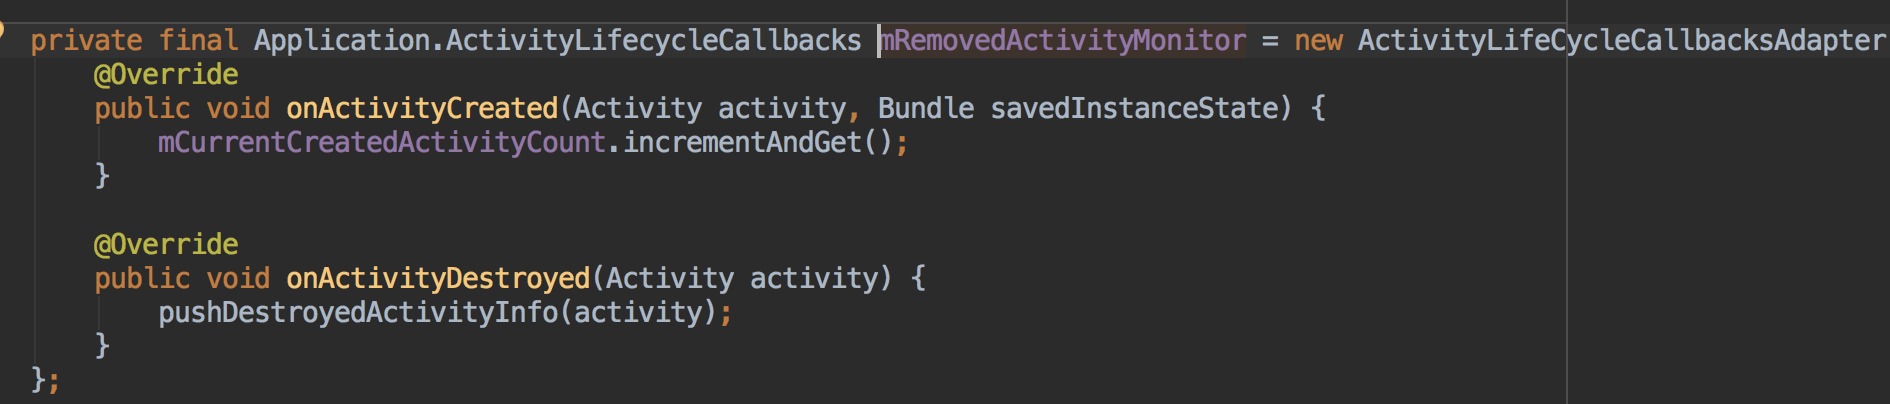 private final Application.ActivityLifecycleCallbacks mRemovedActivityMonitor = new ActivityLifeCycleCallbacksAdapter
@Override
public void onActivityCreated(Activity activity, Bundle savedInstanceState) {
mCurrentCreatedActivityCount.incrementAndGet();
}
@Override
public void onActivityDestroyed(Activity activity) {
pushDestroyedActivityInfo(activity);
}
};